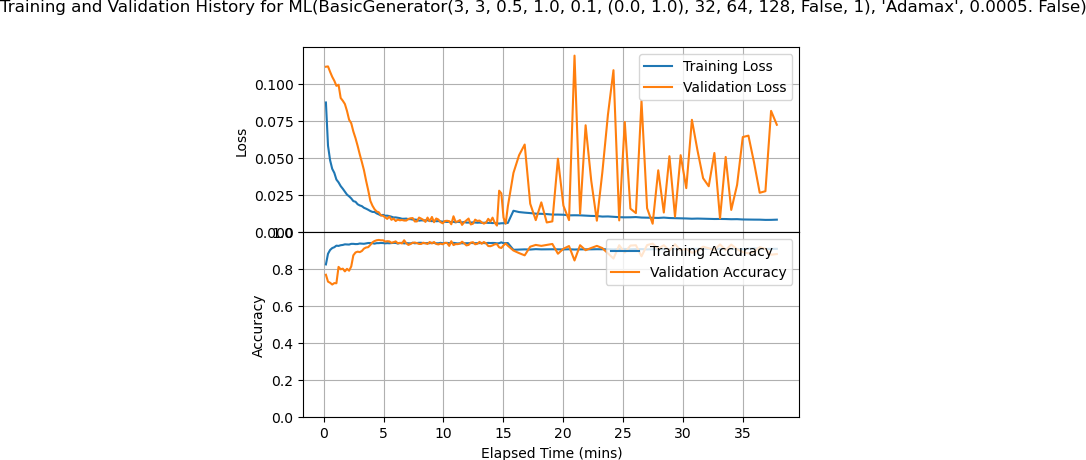 Training and Validation History for ML(BasicGenerator(3, 3, 0.5, 1.0, 0.1, (0.0, 1.0), 32, 64, 128, False, 1), 'Adamax', 0.0005. False)
Training Loss
Validation Loss
0.100
0.075
0.050
0.025
0.000
Loss
1.0
Training Accuracy
Validation Accuracy
0.8
0.6
0.4
0.2
0.0
Accuracy
0 5 10 15 20 25 30 35
Elapsed Time (mins)